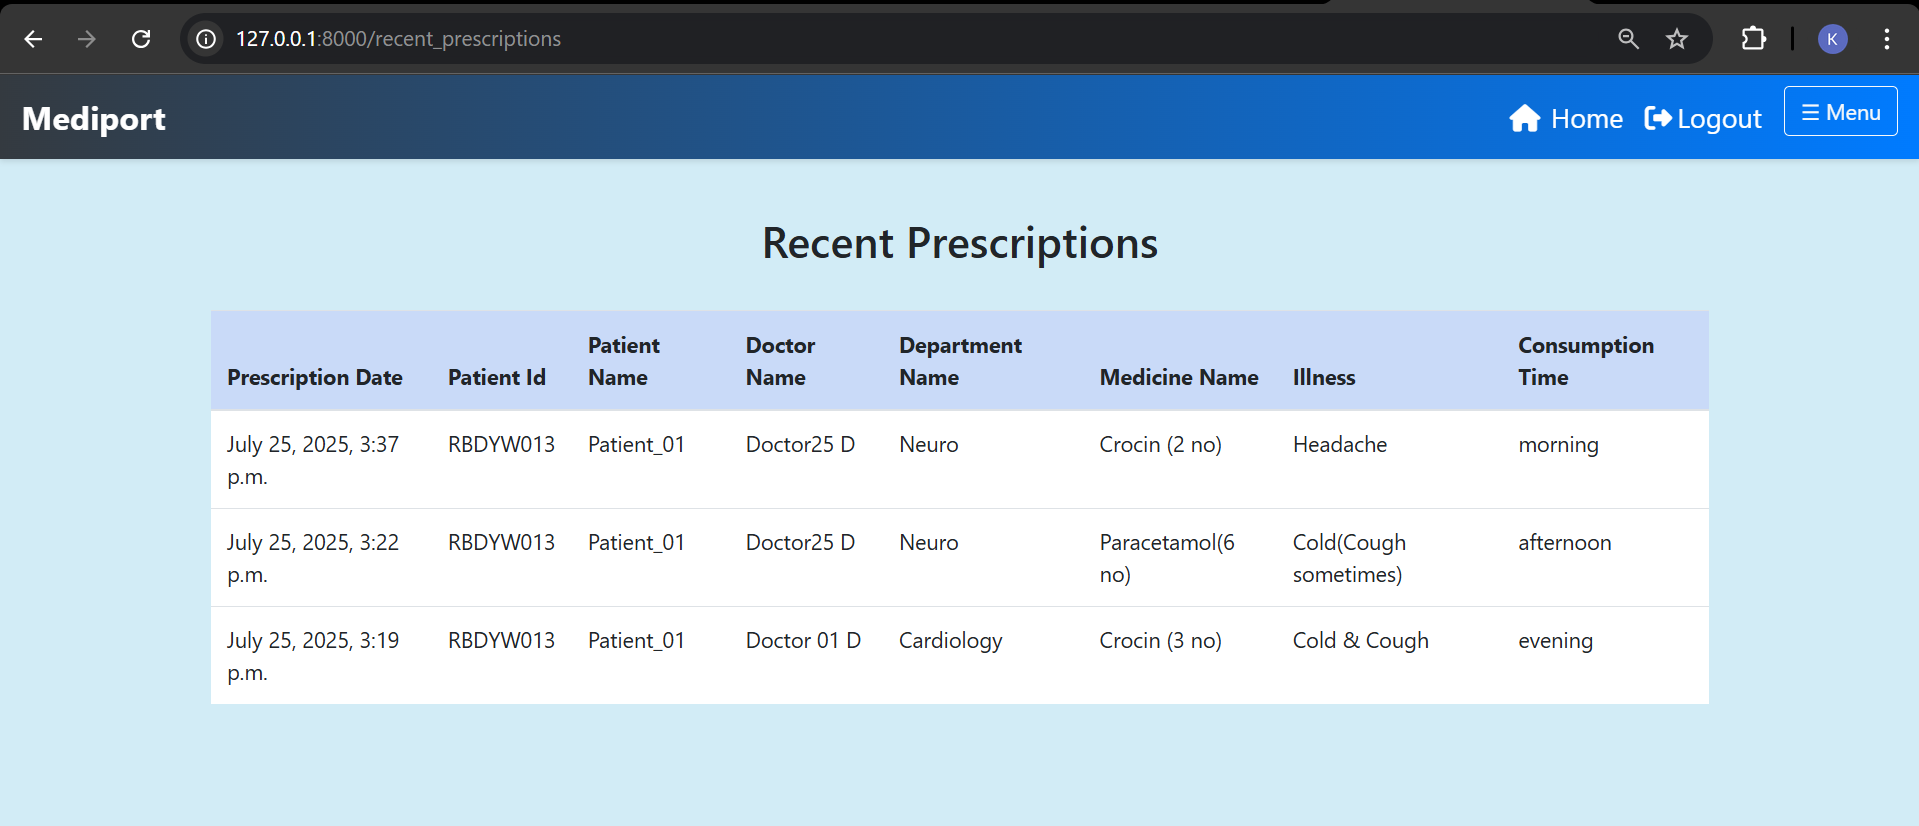 127.0.0.1:8000/recent_prescriptions
K
Mediport
Home
Logout
☰ Menu
Recent Prescriptions
Prescription Date
Patient Id
Patient
Name
Doctor
Name
Department
Name
Medicine Name
Illness
Consumption
Time
July 25, 2025, 3:37
p.m.
RBDYW013
Patient_01
Doctor25 D
Neuro
Crocin (2 no)
Headache
morning
July 25, 2025, 3:22
p.m.
RBDYW013
Patient_01
Doctor25 D
Neuro
Paracetamol(6
no)
Cold(Cough
sometimes)
afternoon
July 25, 2025, 3:19
p.m.
RBDYW013
Patient_01
Doctor 01 D
Cardiology
Crocin (3 no)
Cold & Cough
evening